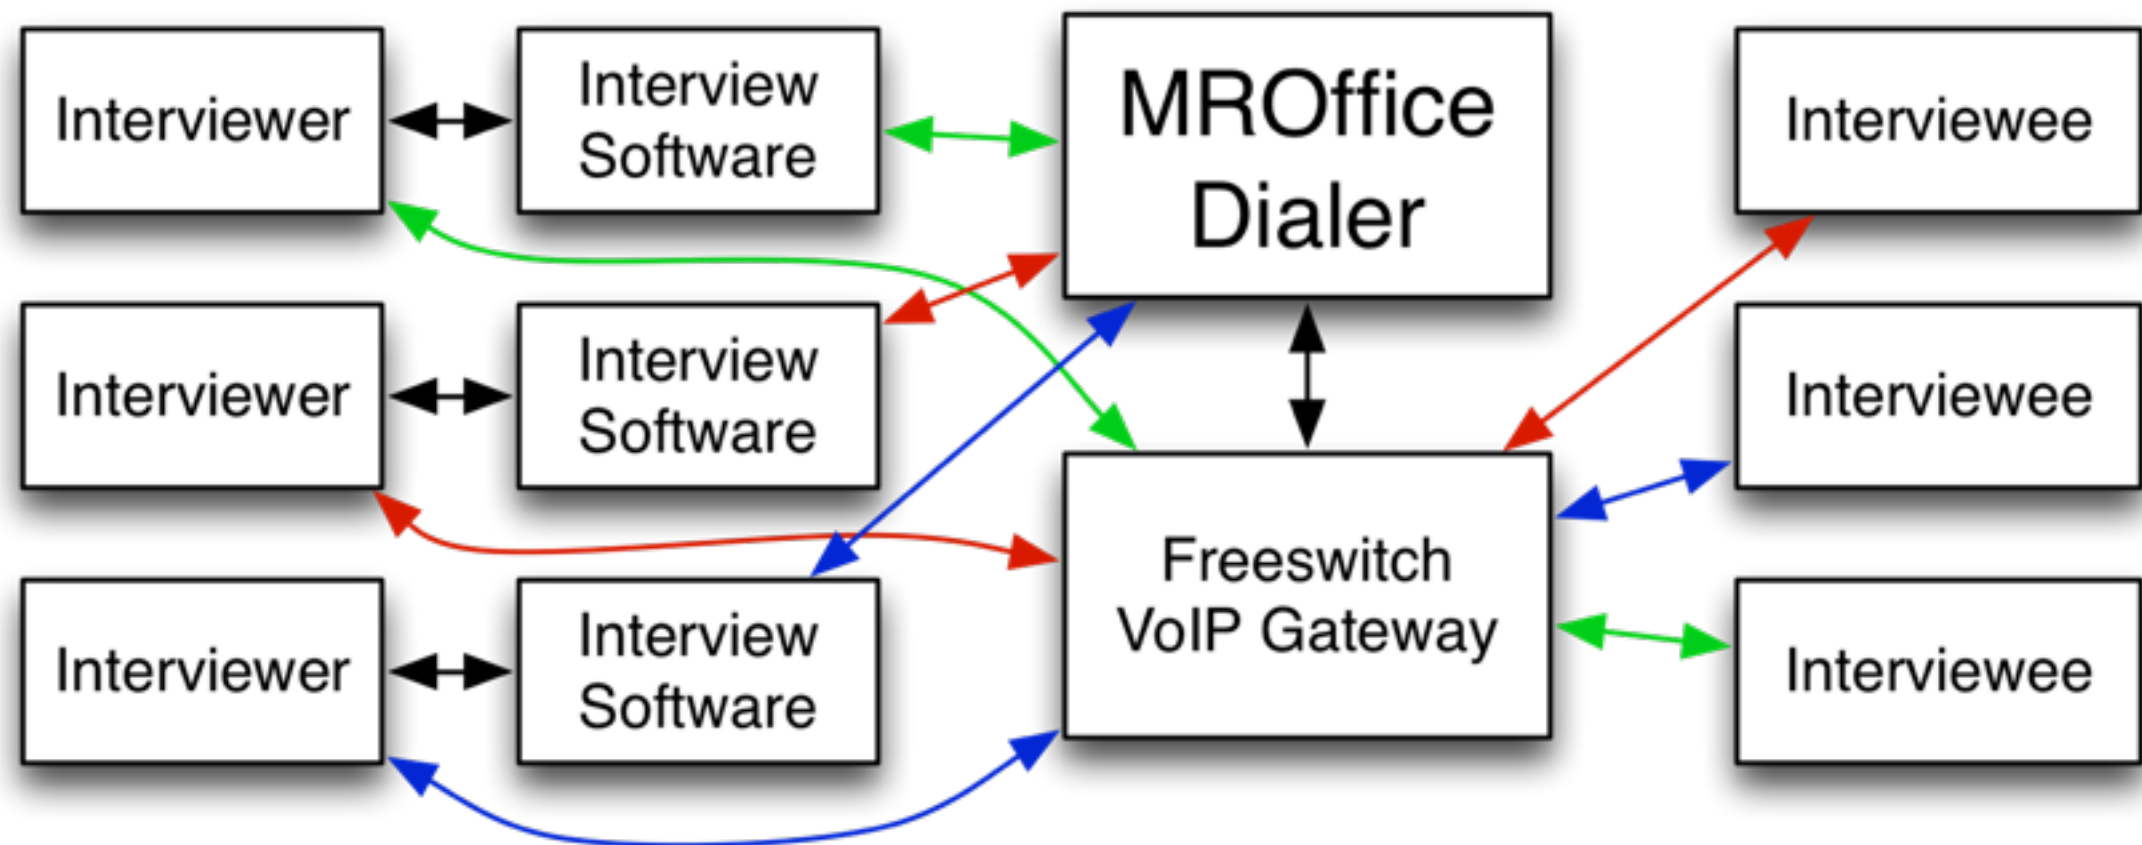 Interviewer
Interview
Software
MROffice
Dialer
Interviewee
Interviewer
Interview
Software
Interviewee
Freeswitch
VoIP Gateway
Interviewer
Interview
Software
Interviewee